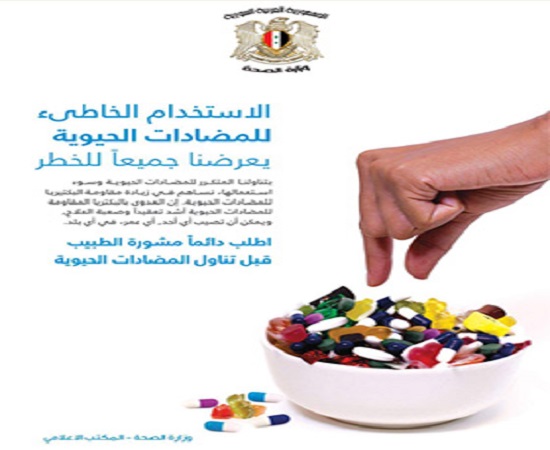 الجمهورية العربية السورية
وزارة الصحة
الاستخدام الخاطىء
للمضادات الحيوية
يعرضنا جميعاً للخطر
بتناولنا المتكرر للمضادات الحيوية وسوء
استعمالها، نساهم في زيادة مقاومة البكتيريا
للمضادات الحيوية. إن العدوى بالبكتريا المقاومة
للمضادات الحيوية أشد تعقيداً وصعبة العلاج.
ويمكن أن تصيب أي أحد، أي عمر، في أي بلد.
اطلب دائماً مشورة الطبيب
قبل تناول المضادات الحيوية
وزارة الصحة - المكتب الاعلامي